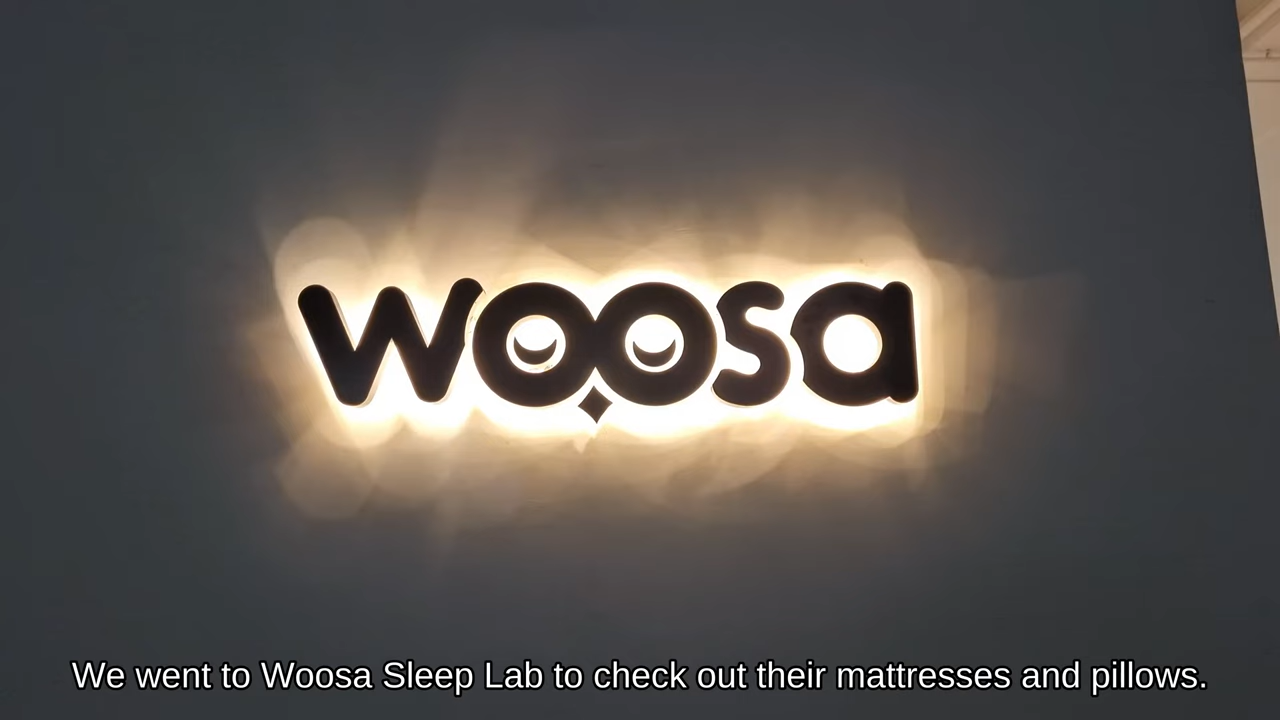 woosa
We went to Woosa Sleep Lab to check out their mattresses and pillows.